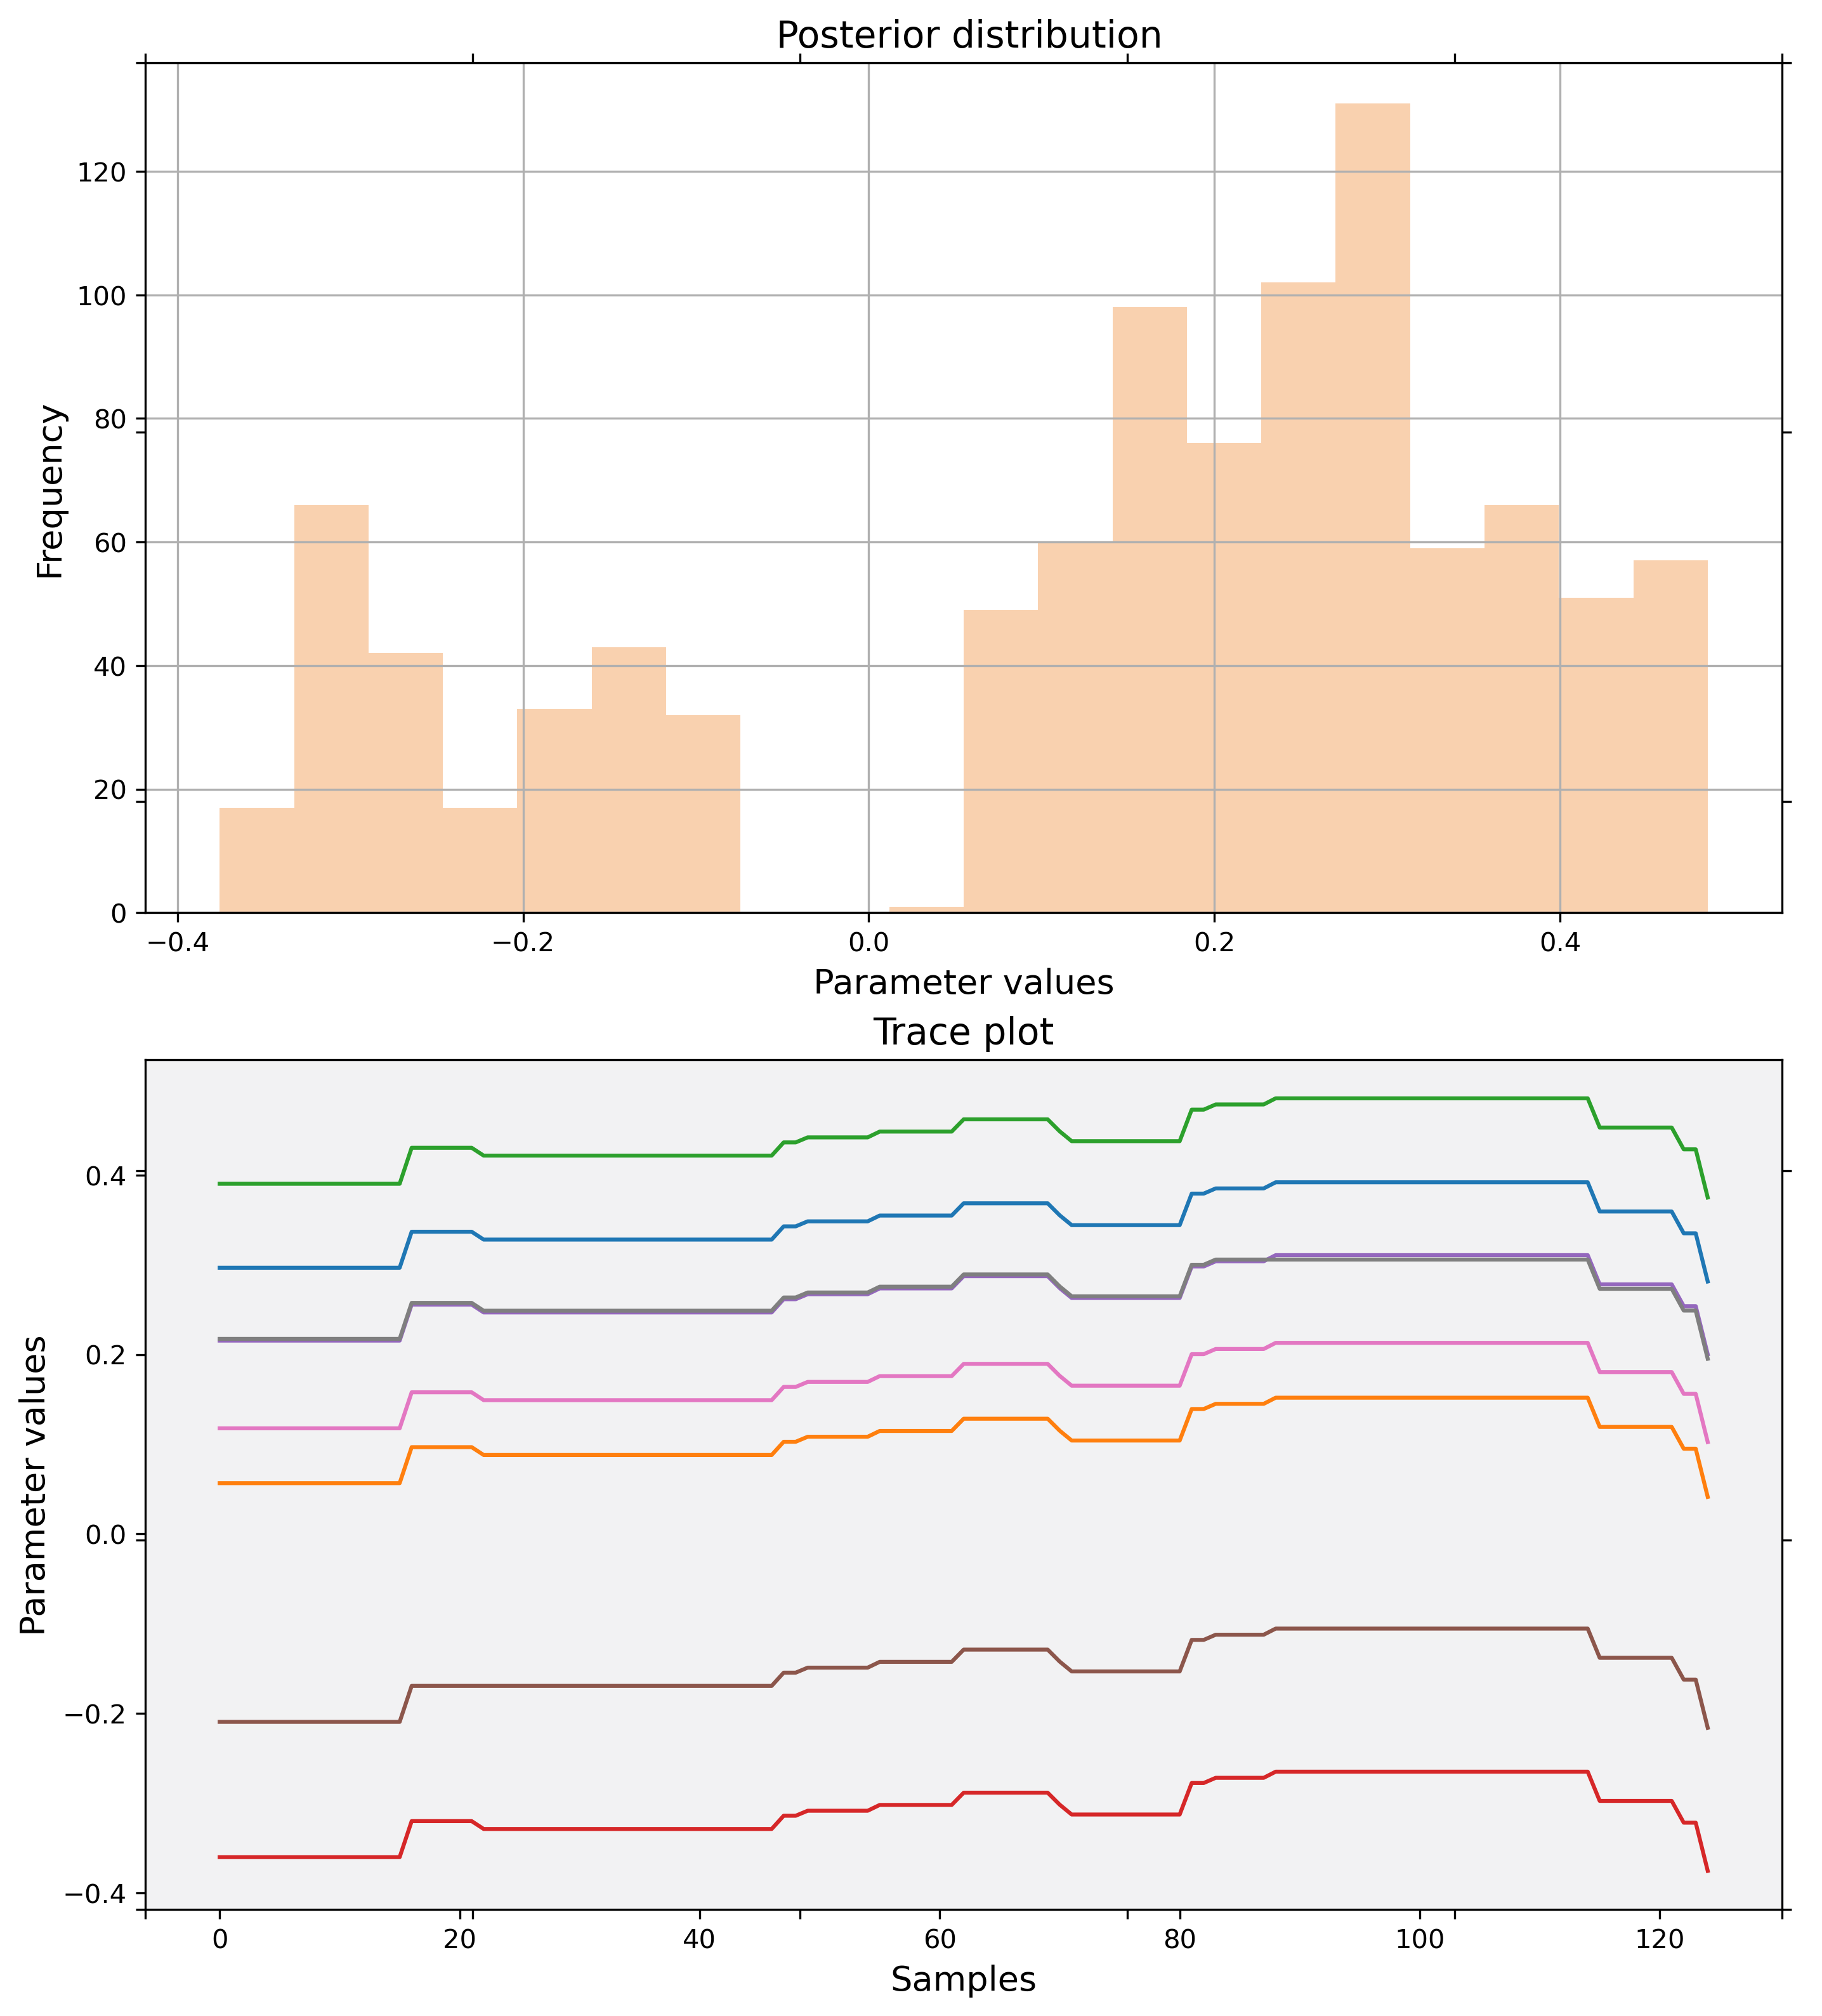 Posterior distribution
120
100
80
60
40
20
0
Frequency
−0.4 −0.2 0.0 0.2 0.4
Parameter values
Trace plot
0.4
0.2
0.0
−0.2
−0.4
Parameter values
0 20 40 60 80 100 120
Samples